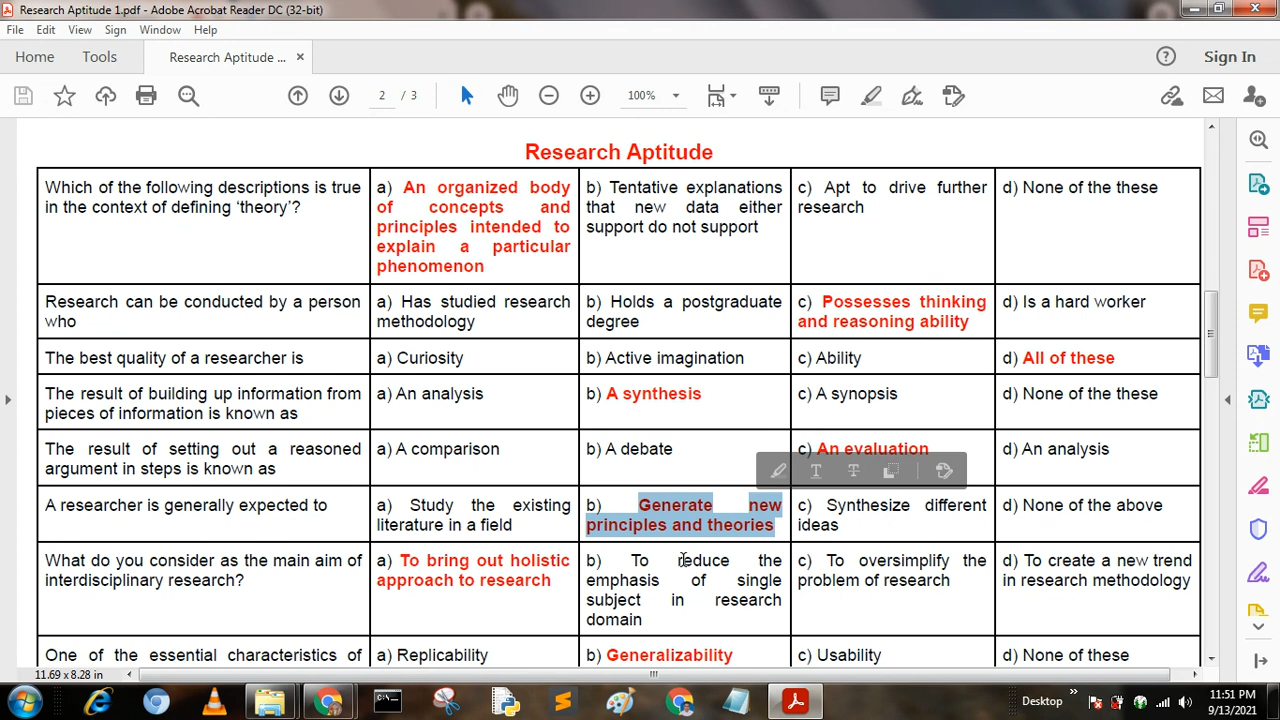 Research Aptitude 1.pdf - Adobe Acrobat Reader DC (32-bit)
File Edit View Sign Window Help
Home Tools Research Aptitude ... × Sign In
2 / 3 100%
Research Aptitude
Which of the following descriptions is true in the context of defining ‘theory’?
a) An organized body of concepts and principles intended to explain a particular phenomenon
b) Tentative explanations that new data either support do not support
c) Apt to drive further research
d) None of the these
Research can be conducted by a person who
a) Has studied research methodology
b) Holds a postgraduate degree
c) Possesses thinking and reasoning ability
d) Is a hard worker
The best quality of a researcher is
a) Curiosity
b) Active imagination
c) Ability
d) All of these
The result of building up information from pieces of information is known as
a) An analysis
b) A synthesis
c) A synopsis
d) None of the these
The result of setting out a reasoned argument in steps is known as
a) A comparison
b) A debate
c) An evaluation
d) An analysis
A researcher is generally expected to
a) Study the existing literature in a field
b) Generate new principles and theories
c) Synthesize different ideas
d) None of the above
What do you consider as the main aim of interdisciplinary research?
a) To bring out holistic approach to research
b) To reduce the emphasis of single subject in research domain
c) To oversimplify the problem of research
d) To create a new trend in research methodology
One of the essential characteristics of
a) Replicability
b) Generalizability
c) Usability
d) None of these
11.69 x 8.28 in
Desktop
11:51 PM
9/13/2021